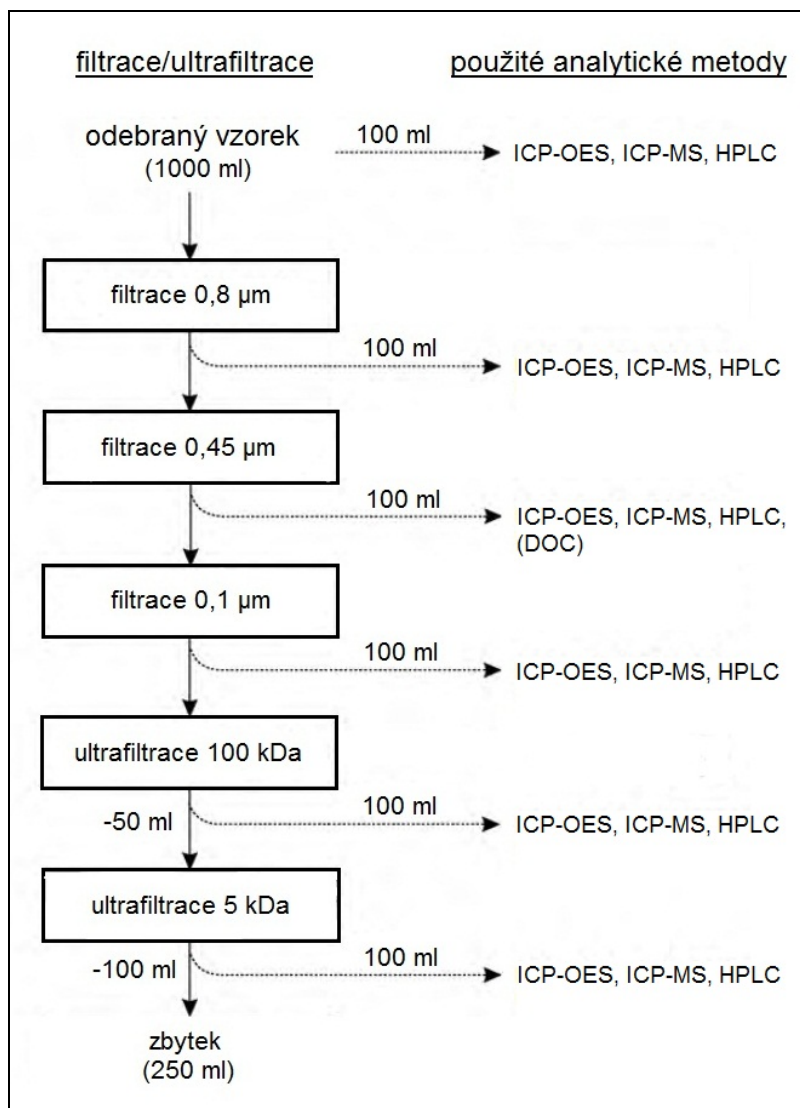 filtrace/ultrafiltrace
použité analytické metody
odebraný vzorek
(1000 ml)
100 ml
ICP-OES, ICP-MS, HPLC
filtrace 0,8 µm
100 ml
ICP-OES, ICP-MS, HPLC
filtrace 0,45 µm
100 ml
ICP-OES, ICP-MS, HPLC,
(DOC)
filtrace 0,1 µm
100 ml
ICP-OES, ICP-MS, HPLC
ultrafiltrace 100 kDa
-50 ml
100 ml
ICP-OES, ICP-MS, HPLC
ultrafiltrace 5 kDa
-100 ml
100 ml
ICP-OES, ICP-MS, HPLC
zbytek
(250 ml)